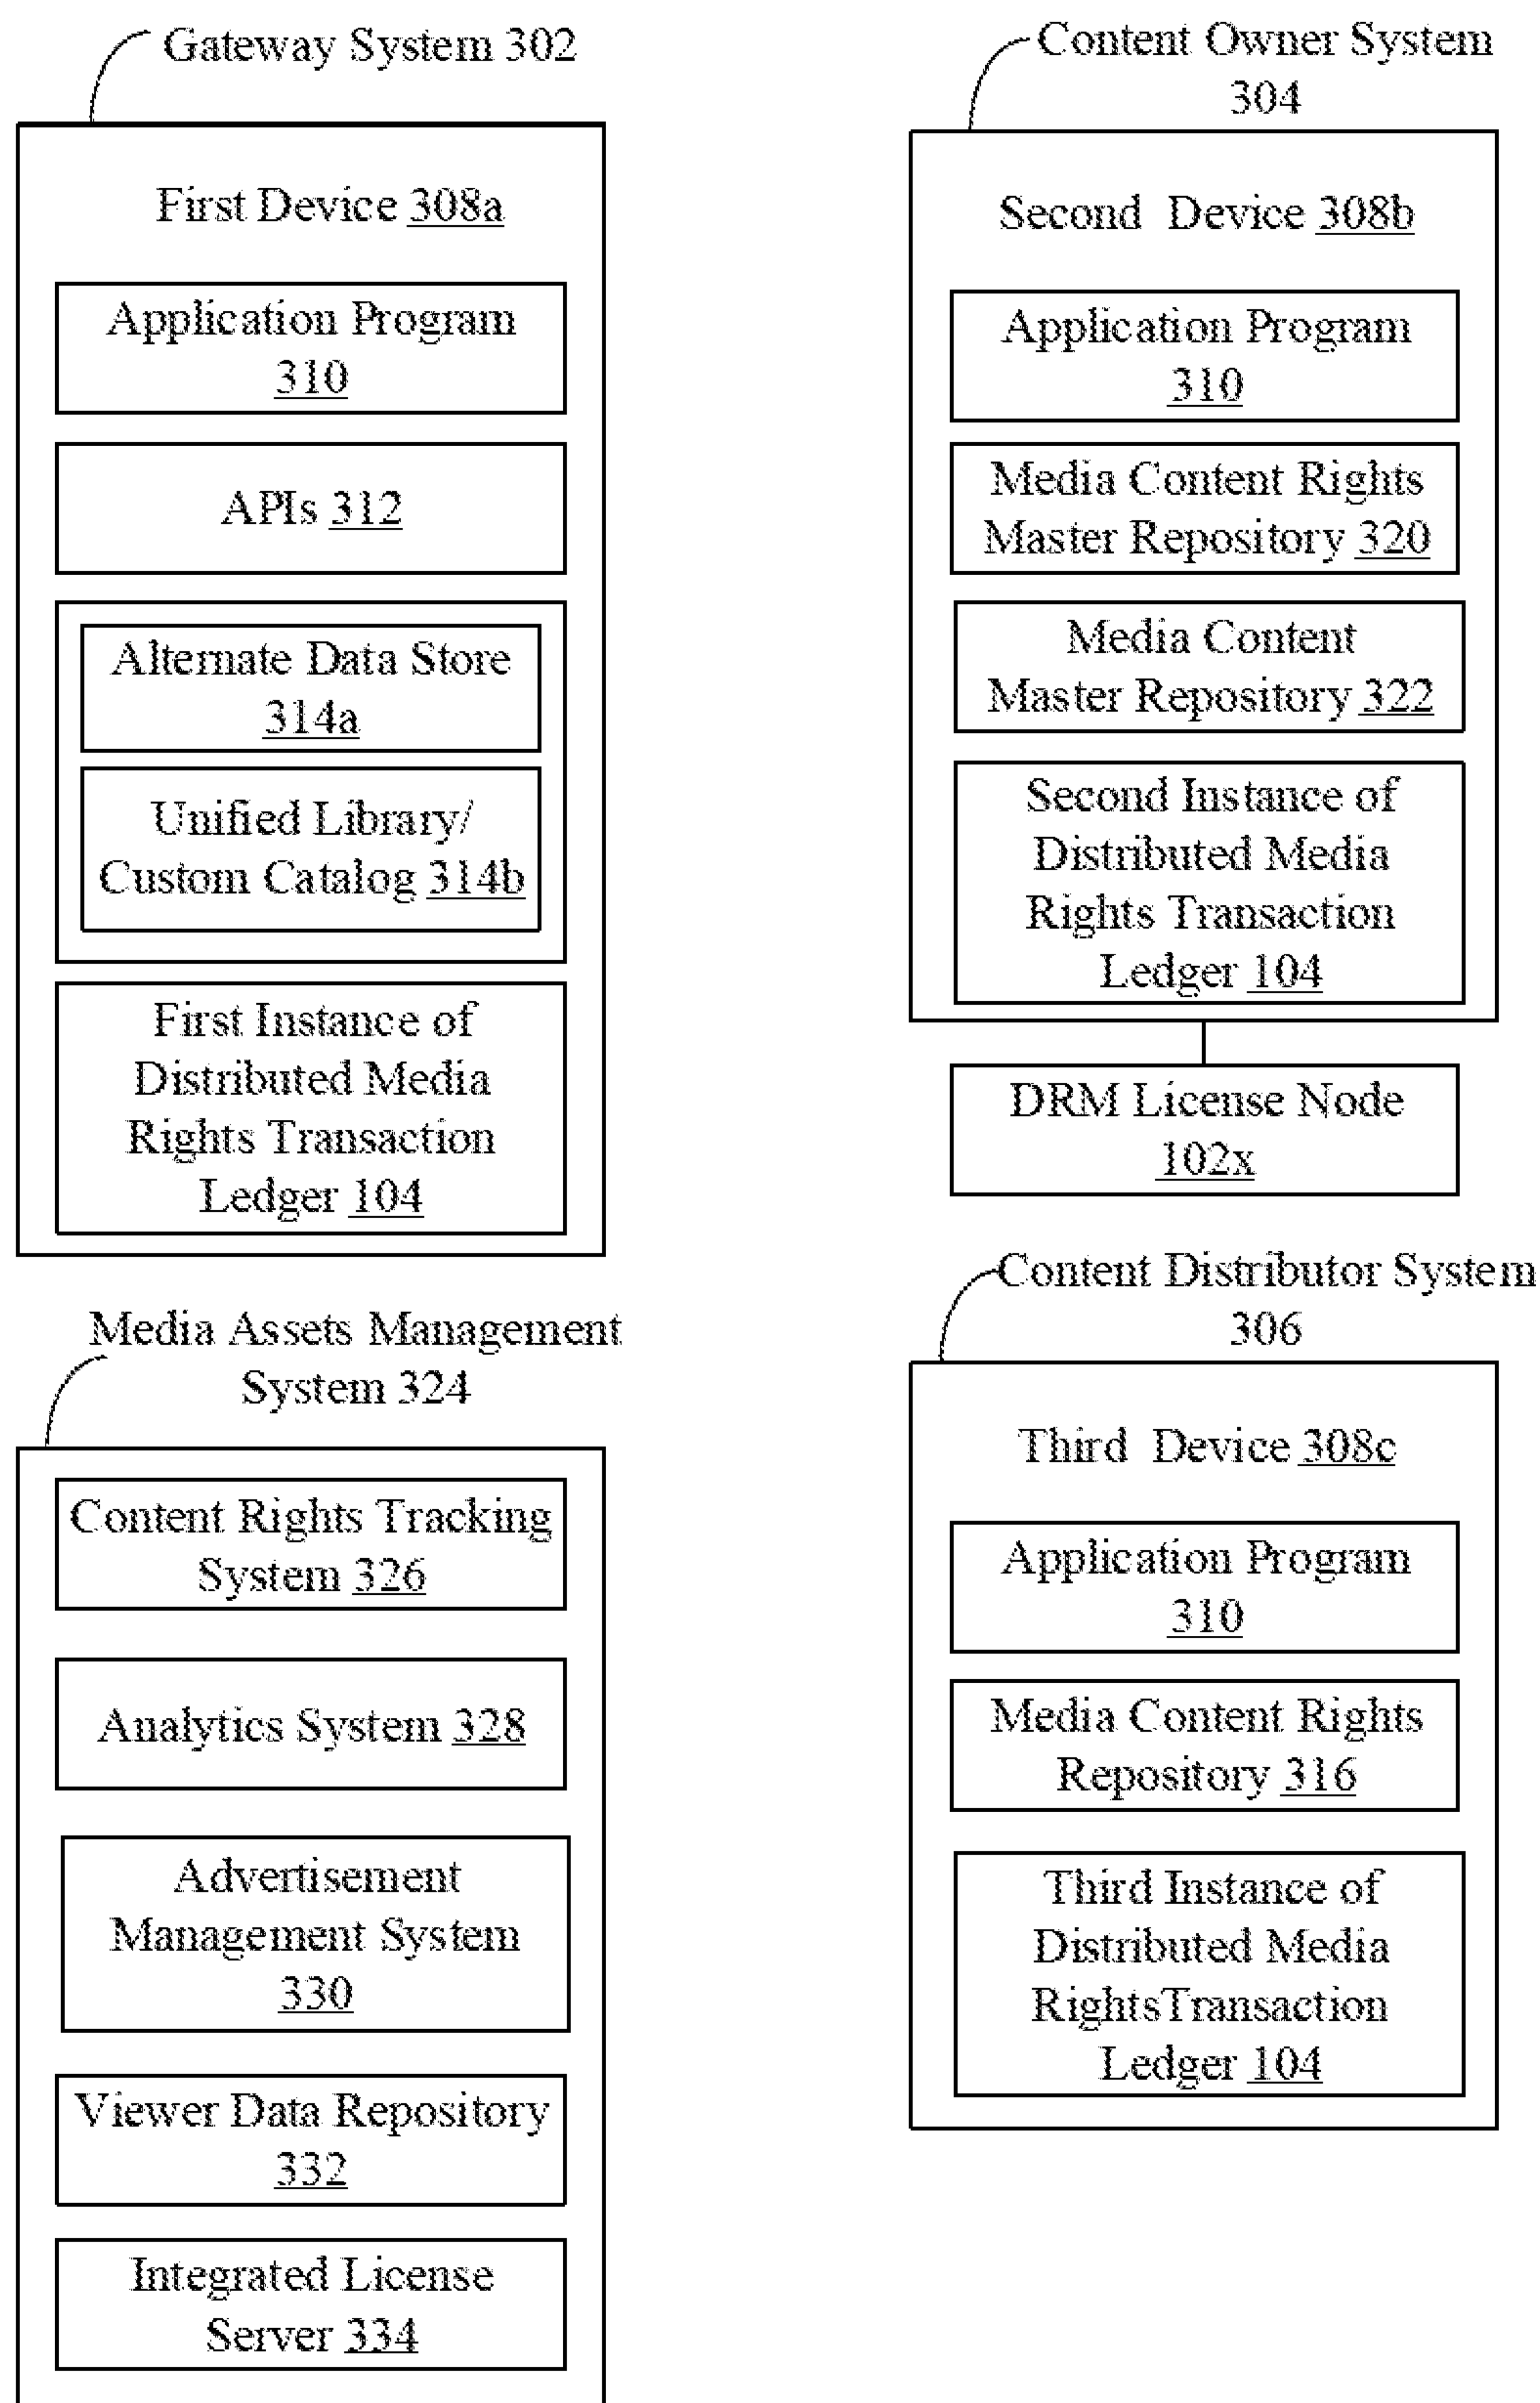 Gateway System 302
First Device 308a
Application Program
310
APIs 312
Alternate Data Store
314a
Unified Library/
Custom Catalog 314b
First Instance of
Distributed Media
Rights Transaction
Ledger 104
Content Owner System
304
Second Device 308b
Application Program
310
Media Content Rights
Master Repository 320
Media Content
Master Repository 322
Second Instance of
Distributed Media
Rights Transaction
Ledger 104
DRM License Node
102x
Media Assets Management
System 324
Content Rights Tracking
System 326
Analytics System 328
Advertisement
Management System
330
Viewer Data Repository
332
Integrated License
Server 334
Content Distributor System
306
Third Device 308c
Application Program
310
Media Content Rights
Repository 316
Third Instance of
Distributed Media
RightsTransaction
Ledger 104